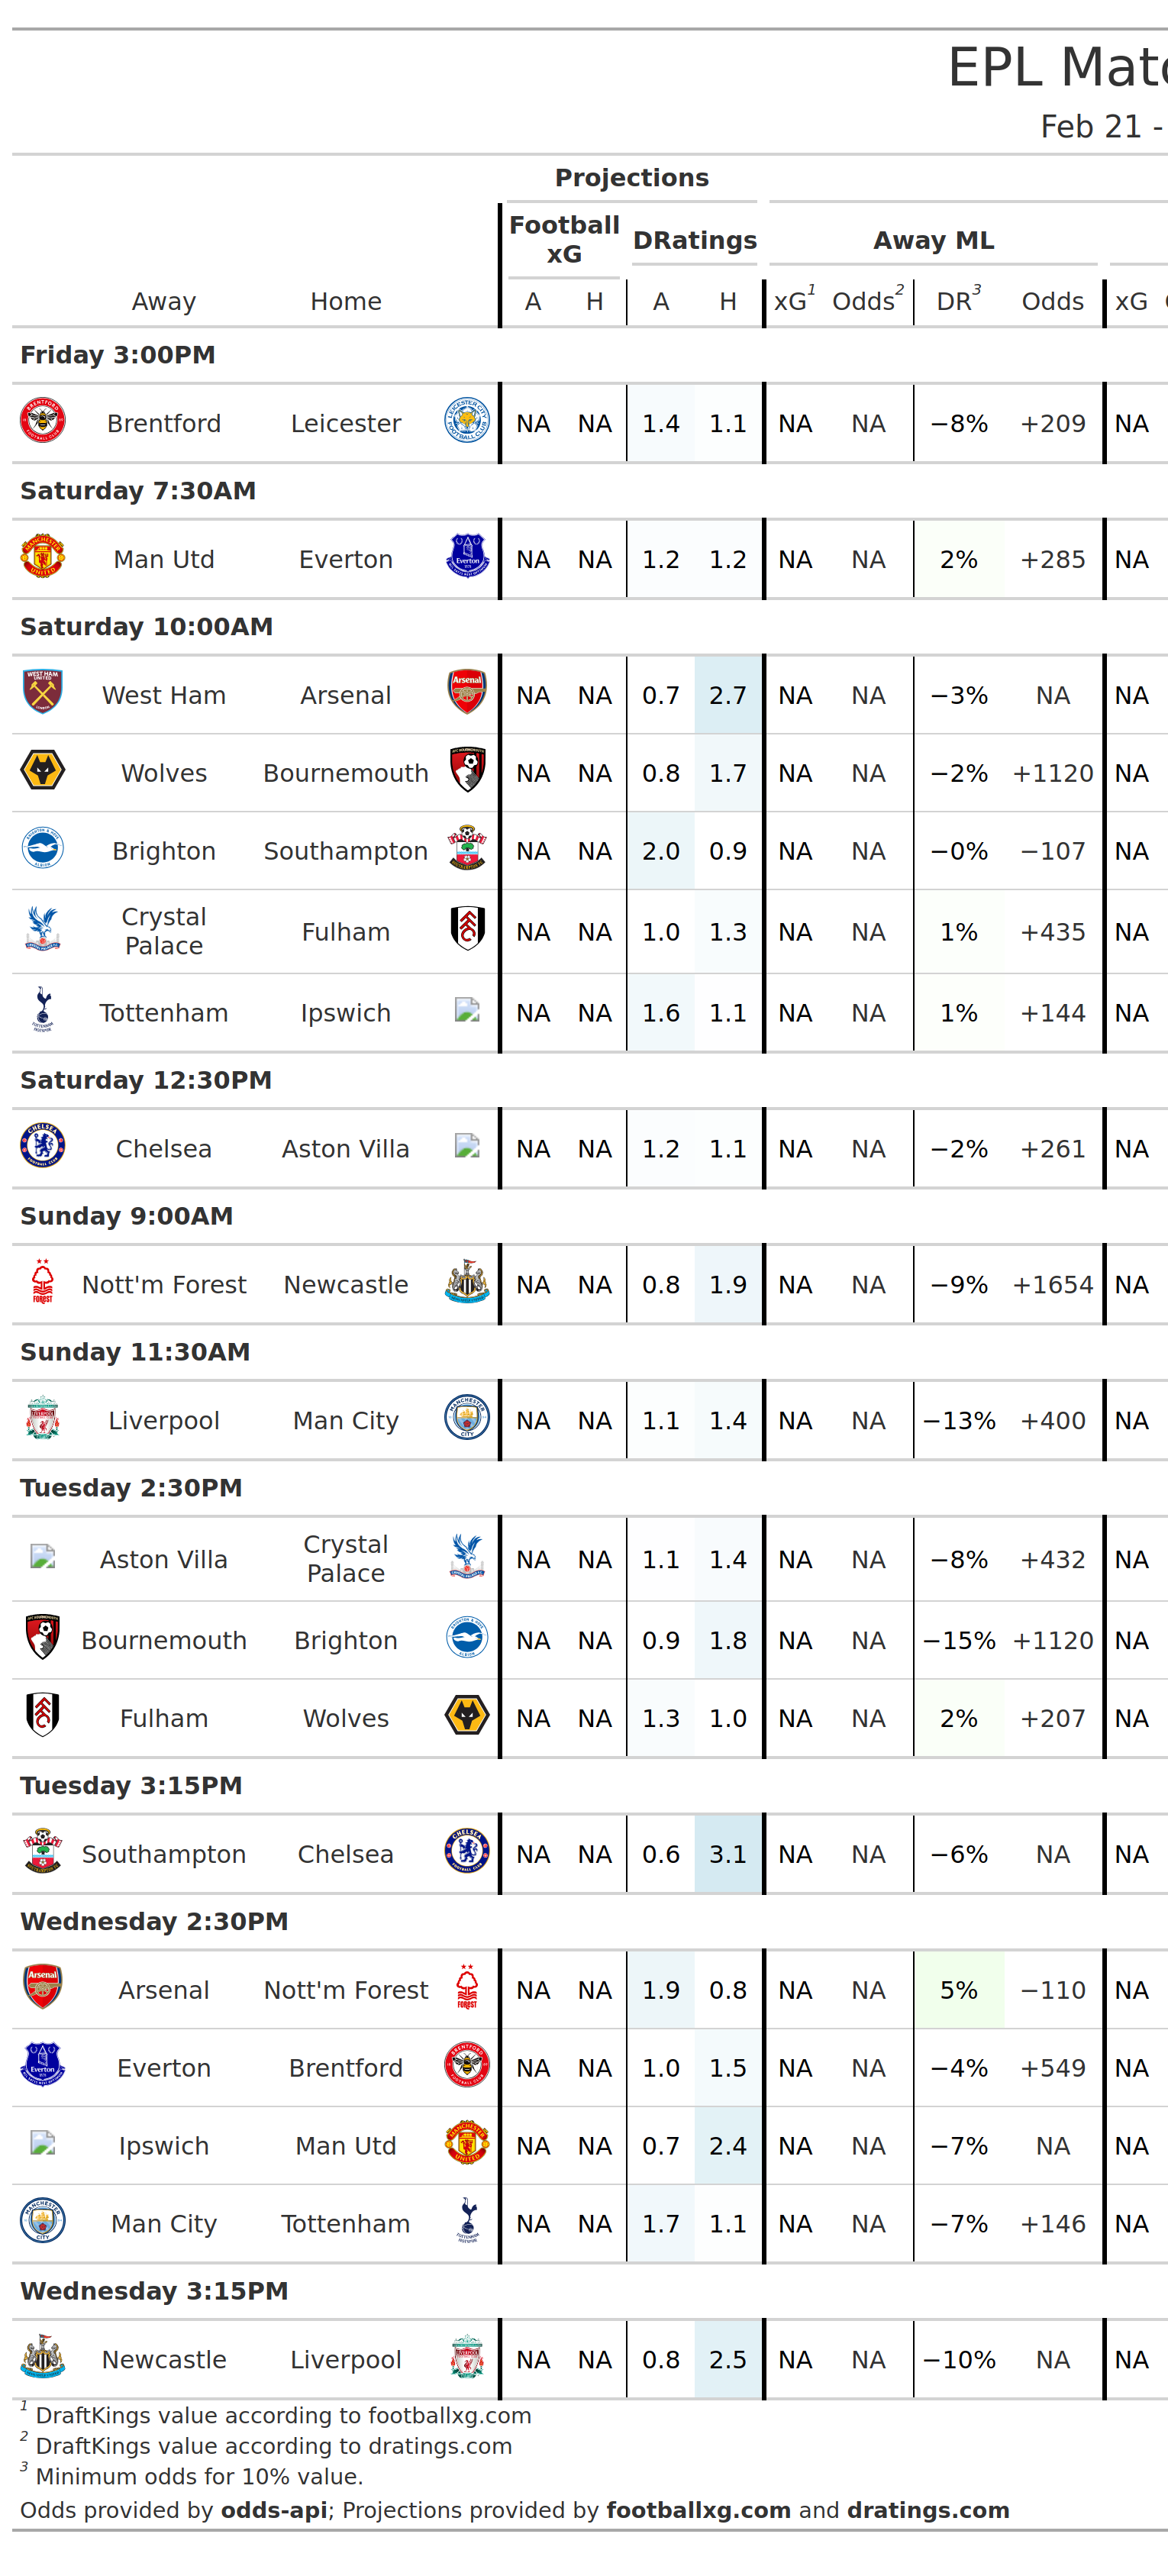 EPL Matc
Feb 21 -
Projections
Football xG DRatings Away ML
Away Home A H A H xG1 Odds2 DR3 Odds xG
Friday 3:00PM
Brentford Leicester NA NA 1.4 1.1 NA NA −8% +209 NA
Saturday 7:30AM
Man Utd Everton NA NA 1.2 1.2 NA NA 2% +285 NA
Saturday 10:00AM
West Ham Arsenal NA NA 0.7 2.7 NA NA −3% NA NA
Wolves Bournemouth NA NA 0.8 1.7 NA NA −2% +1120 NA
Brighton Southampton NA NA 2.0 0.9 NA NA −0% −107 NA
Crystal Palace Fulham NA NA 1.0 1.3 NA NA 1% +435 NA
Tottenham Ipswich NA NA 1.6 1.1 NA NA 1% +144 NA
Saturday 12:30PM
Chelsea Aston Villa NA NA 1.2 1.1 NA NA −2% +261 NA
Sunday 9:00AM
Nott'm Forest Newcastle NA NA 0.8 1.9 NA NA −9% +1654 NA
Sunday 11:30AM
Liverpool Man City NA NA 1.1 1.4 NA NA −13% +400 NA
Tuesday 2:30PM
Aston Villa Crystal Palace NA NA 1.1 1.4 NA NA −8% +432 NA
Bournemouth Brighton NA NA 0.9 1.8 NA NA −15% +1120 NA
Fulham Wolves NA NA 1.3 1.0 NA NA 2% +207 NA
Tuesday 3:15PM
Southampton Chelsea NA NA 0.6 3.1 NA NA −6% NA NA
Wednesday 2:30PM
Arsenal Nott'm Forest NA NA 1.9 0.8 NA NA 5% −110 NA
Everton Brentford NA NA 1.0 1.5 NA NA −4% +549 NA
Ipswich Man Utd NA NA 0.7 2.4 NA NA −7% NA NA
Man City Tottenham NA NA 1.7 1.1 NA NA −7% +146 NA
Wednesday 3:15PM
Newcastle Liverpool NA NA 0.8 2.5 NA NA −10% NA NA
1 DraftKings value according to footballxg.com
2 DraftKings value according to dratings.com
3 Minimum odds for 10% value.
Odds provided by odds-api; Projections provided by footballxg.com and dratings.com